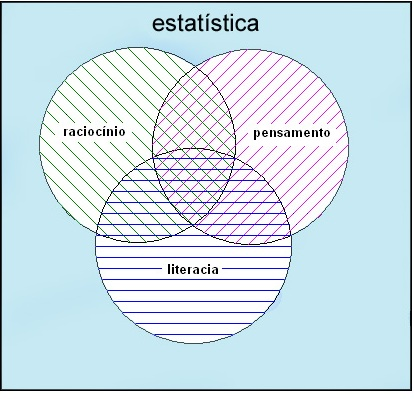 estatística
raciocínio
pensamento
literacia